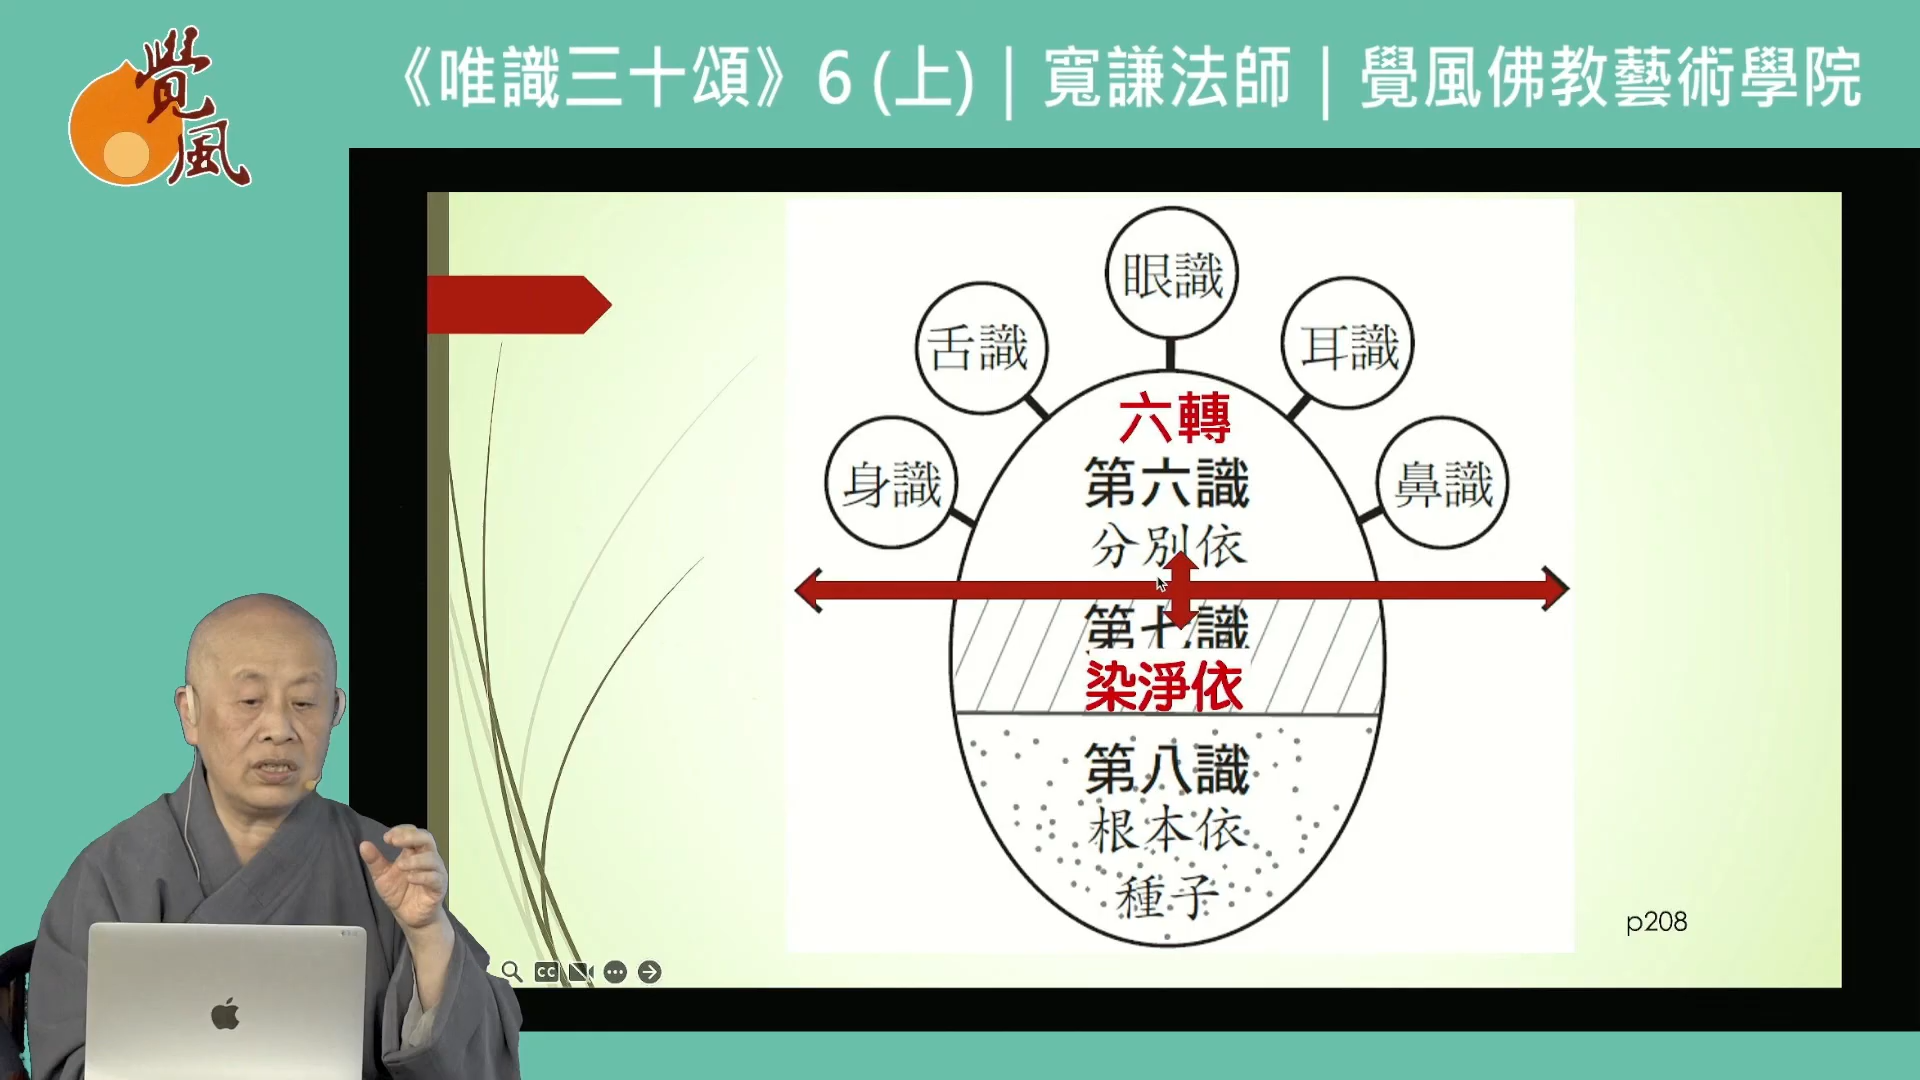 覺風
《唯識三十頌》6 (上)｜寬謙法師｜覺風佛教藝術學院
眼識
舌識
耳識
身識
鼻識
六轉
第六識
分別依
第七識
染淨依
第八識
根本依
種子
p208
CC